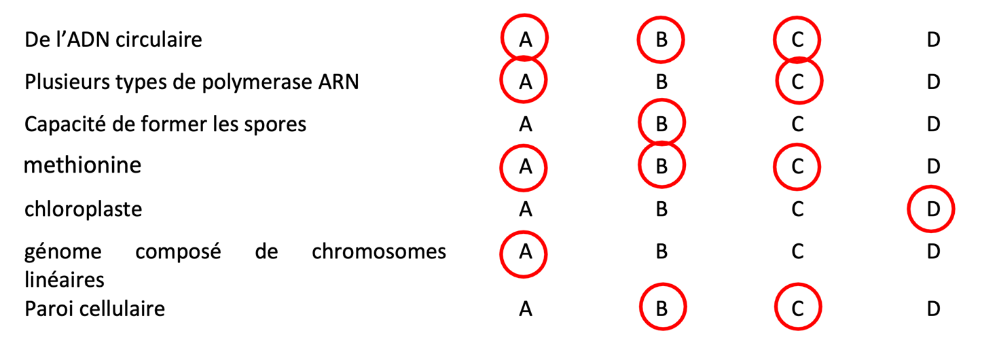 De l’ADN circulaire A B C D
Plusieurs types de polymerase ARN A B C D
Capacité de former les spores A B C D
methionine A B C D
chloroplaste A B C D
génome composé de chromosomes A B C D
linéaires
Paroi cellulaire A B C D